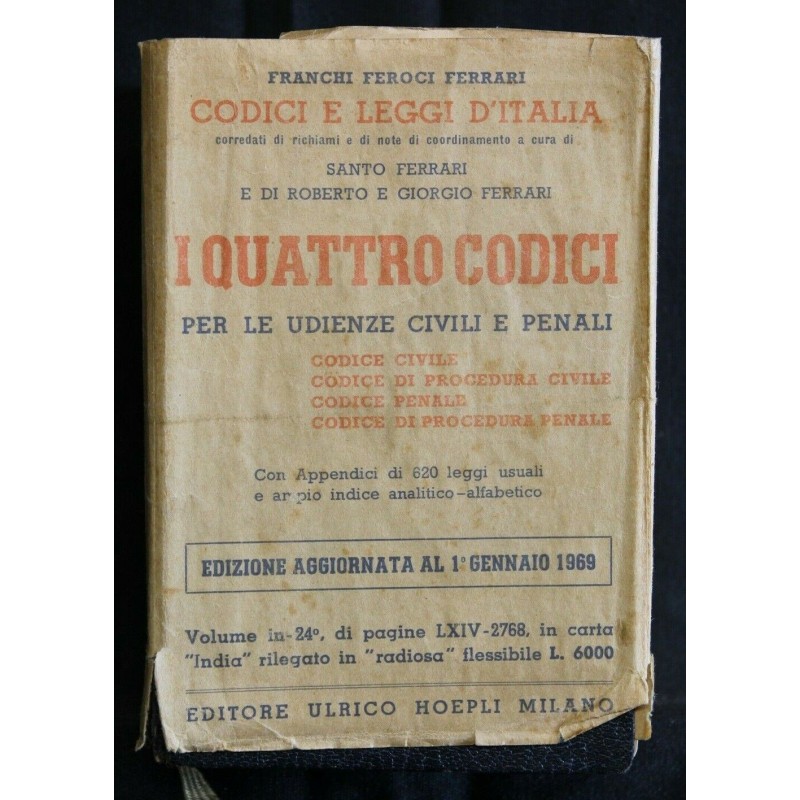 FRANCHI FEROCI FERRARI
CODICI E LEGGI D'ITALIA
corredati di richiami e di note di coordinamento a cura di
SANTO FERRARI
E DI ROBERTO E GIORGIO FERRARI
I QUATTRO CODICI
PER LE UDIENZE CIVILI E PENALI
CODICE CIVILE
CODICE DI PROCEDURA CIVILE
CODICE PENALE
CODICE DI PROCEDURA PENALE
Con Appendici di 620 leggi usuali
e indice analitico-alfabetico
EDIZIONE AGGIORNATA AL 1° GENNAIO 1969
Volume in-24°, di pagine LXIV-2768, in carta
"India" rilegato in "radiosa" flessibile L. 6000
EDITORE ULRICO HOEPLI MILANO